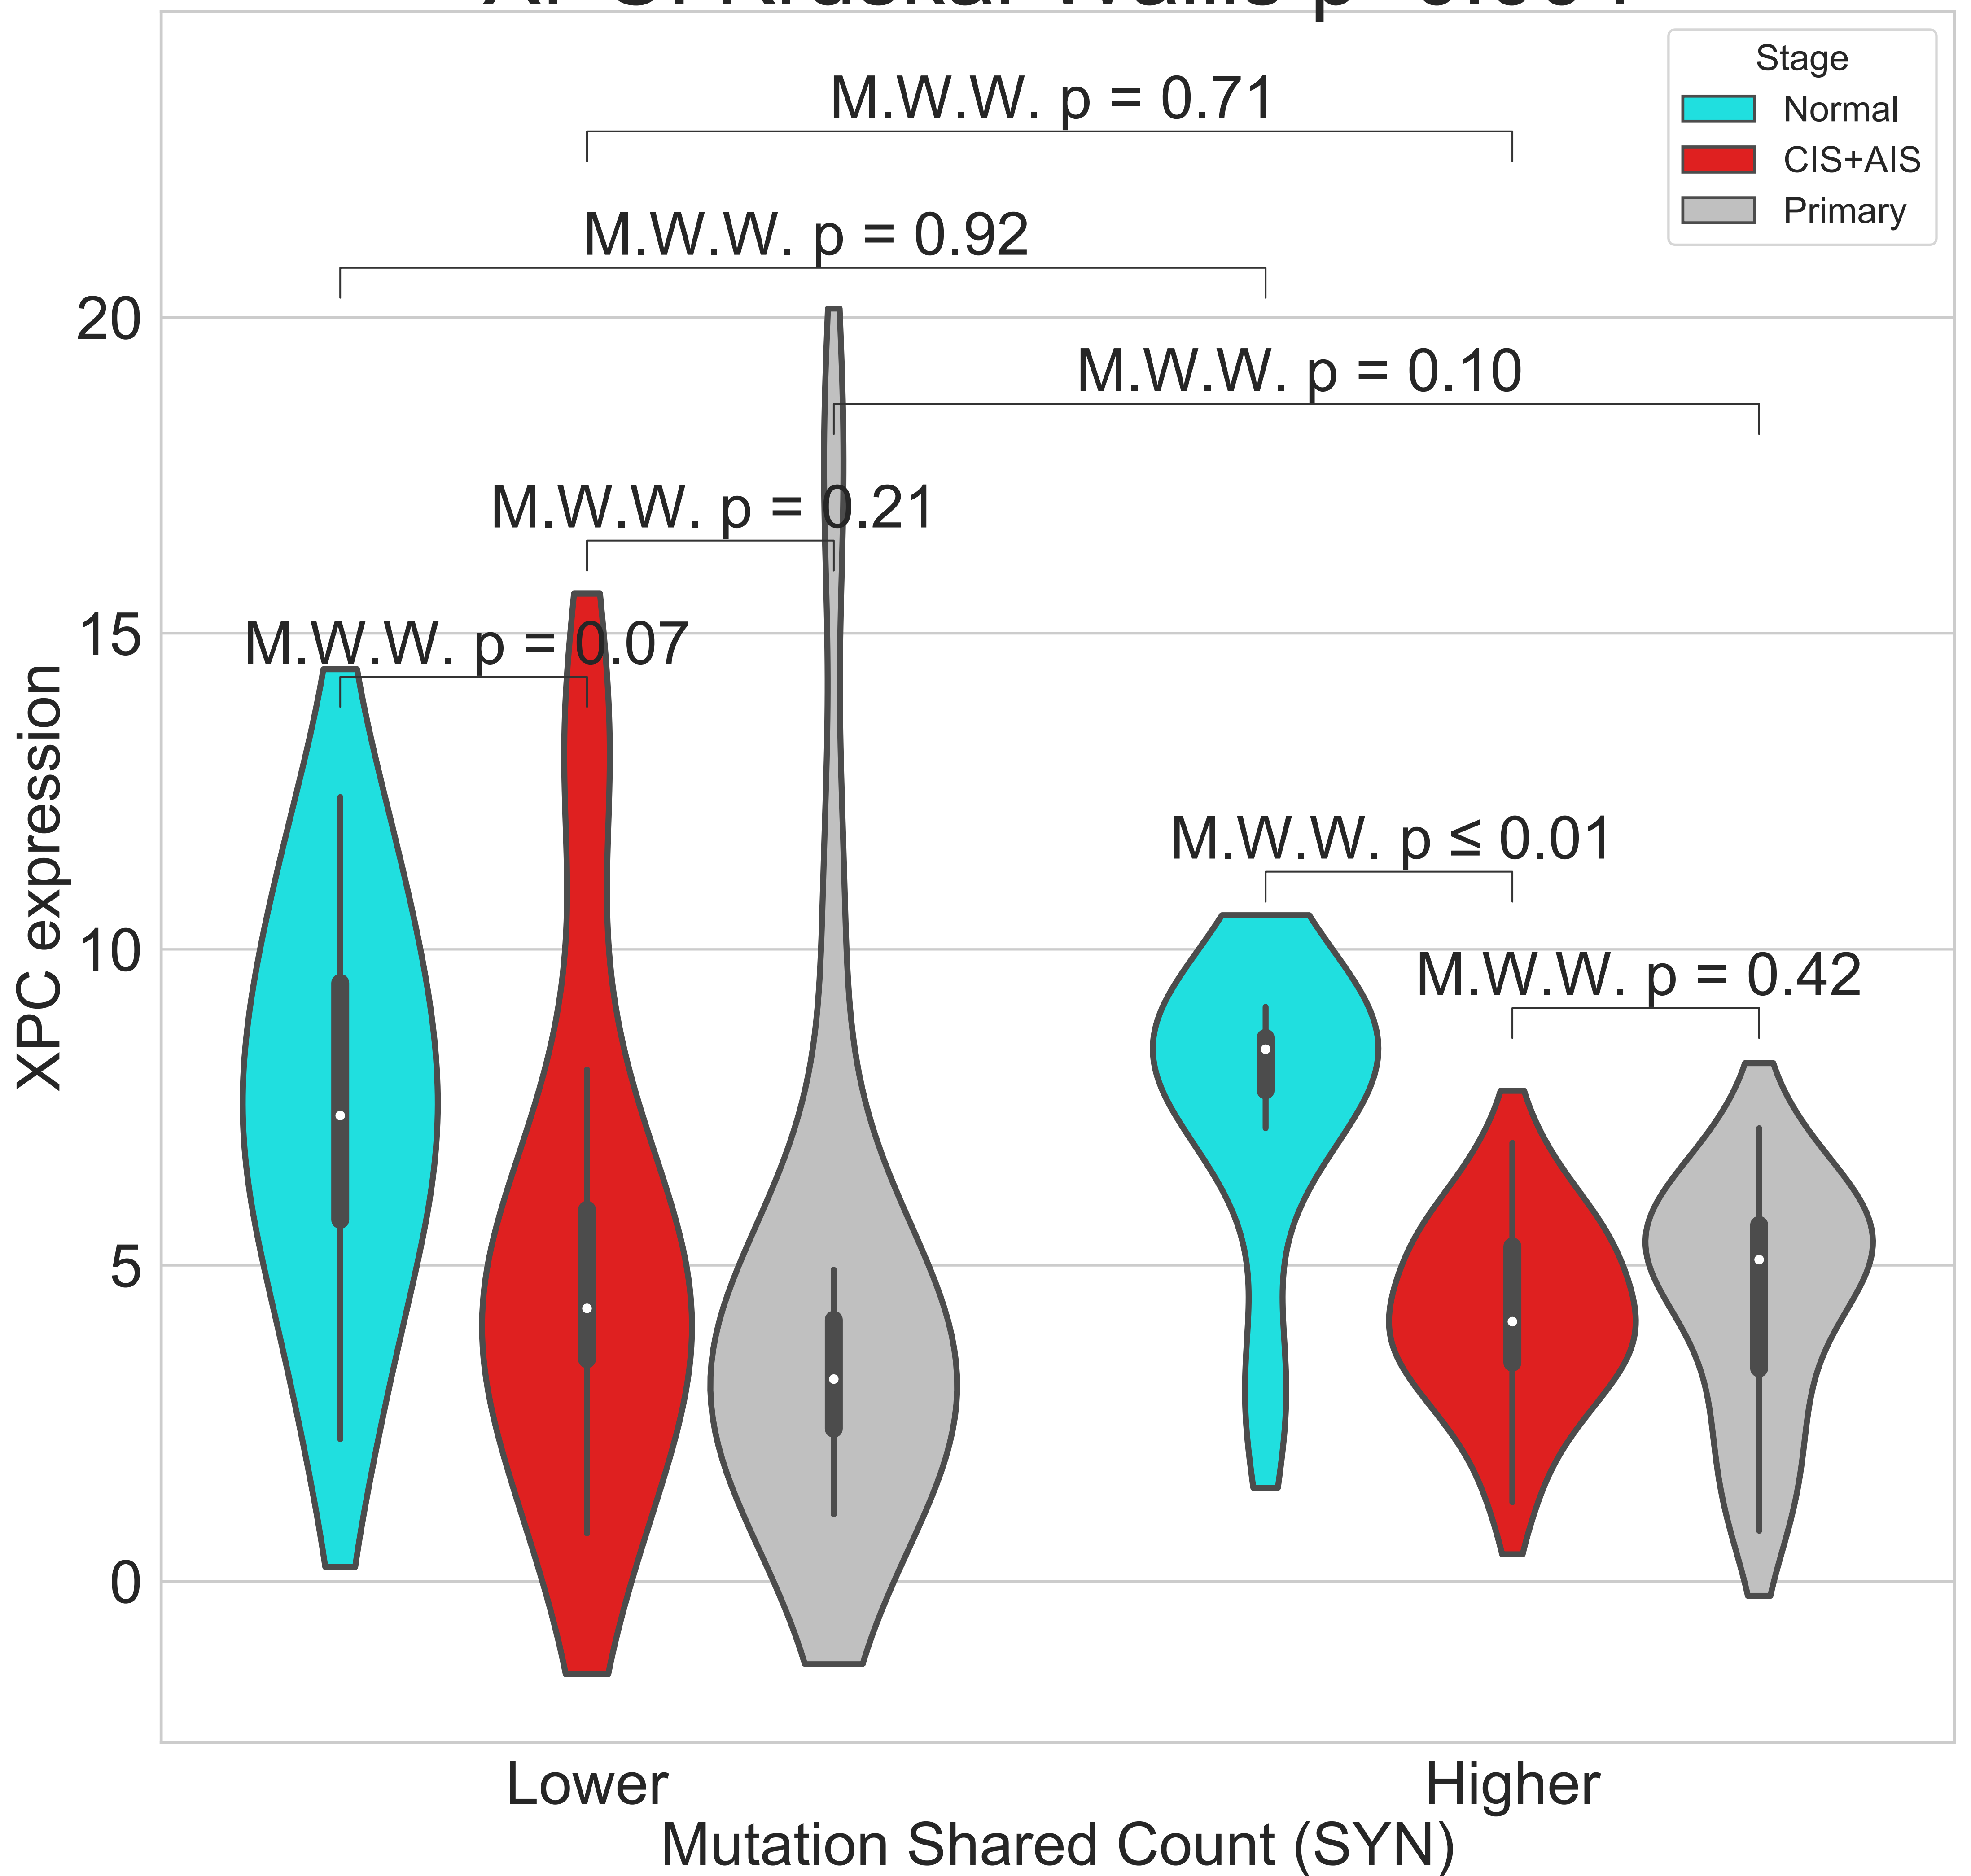 Stage
Normal
CIS+AIS
Primary
M.W.W. p = 0.71
M.W.W. p = 0.92
M.W.W. p = 0.10
M.W.W. p = 0.21
M.W.W. p = 0.07
M.W.W. p ≤ 0.01
M.W.W. p = 0.42
20
15
10
5
0
XPC expression
Lower
Higher
Mutation Shared Count (SYN)